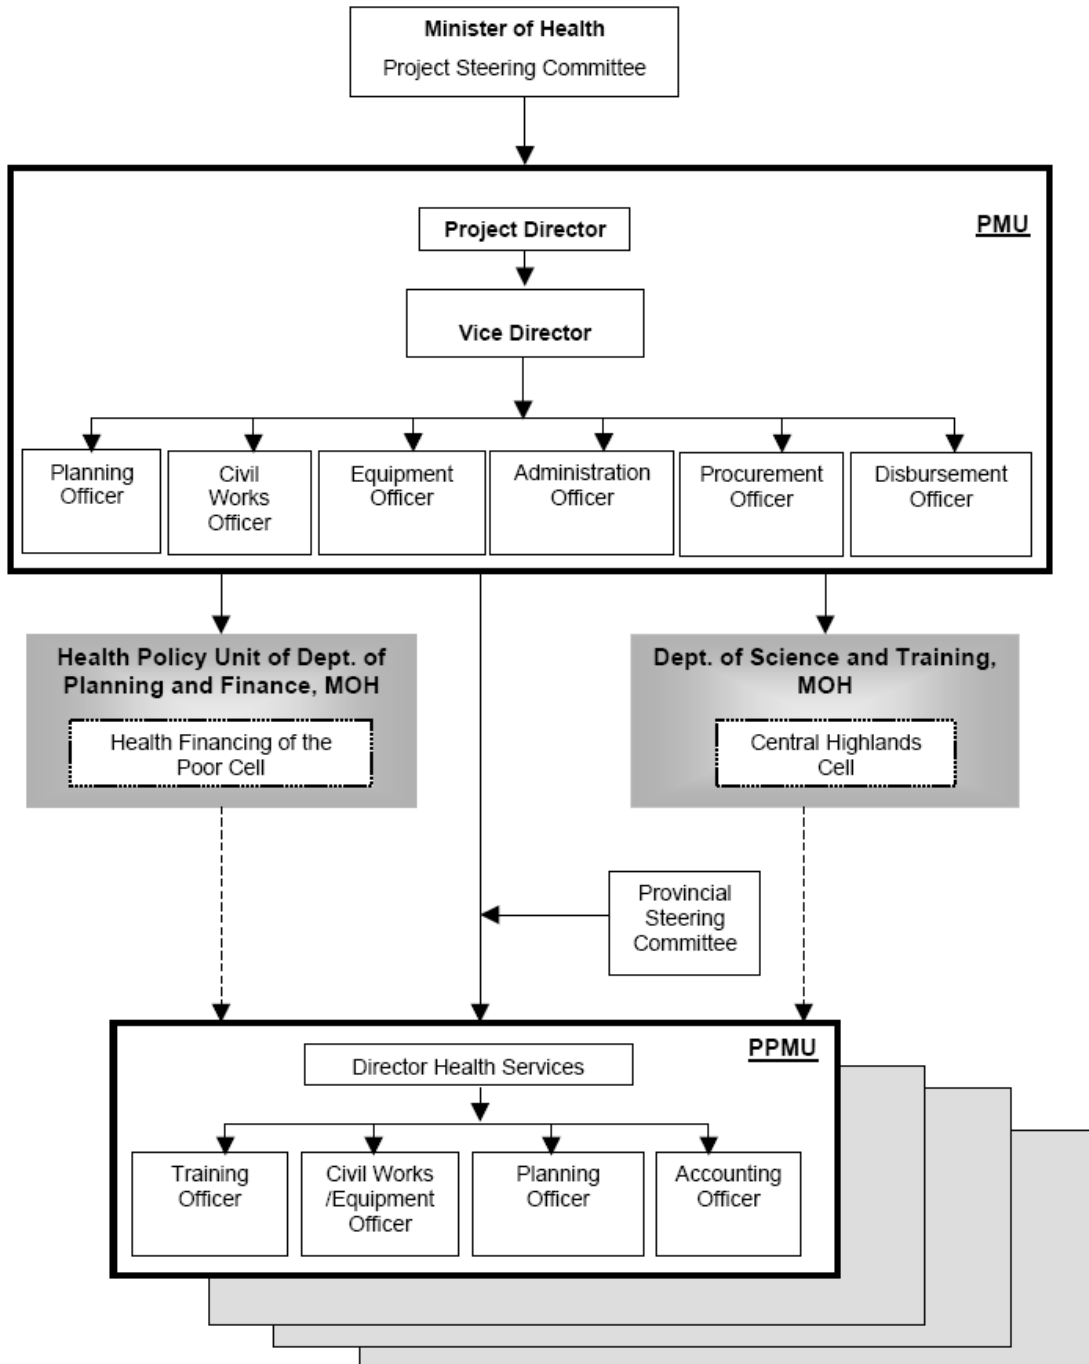 Minister of Health
Project Steering Committee
PMU
Project Director
Vice Director
Planning
Officer
Civil
Works
Officer
Equipment
Officer
Administration
Officer
Procurement
Officer
Disbursement
Officer
Health Policy Unit of Dept. of
Planning and Finance, MOH
Health Financing of the
Poor Cell
Dept. of Science and Training,
MOH
Central Highlands
Cell
Provincial
Steering
Committee
PPMU
Director Health Services
Training
Officer
Civil Works
/Equipment
Officer
Planning
Officer
Accounting
Officer